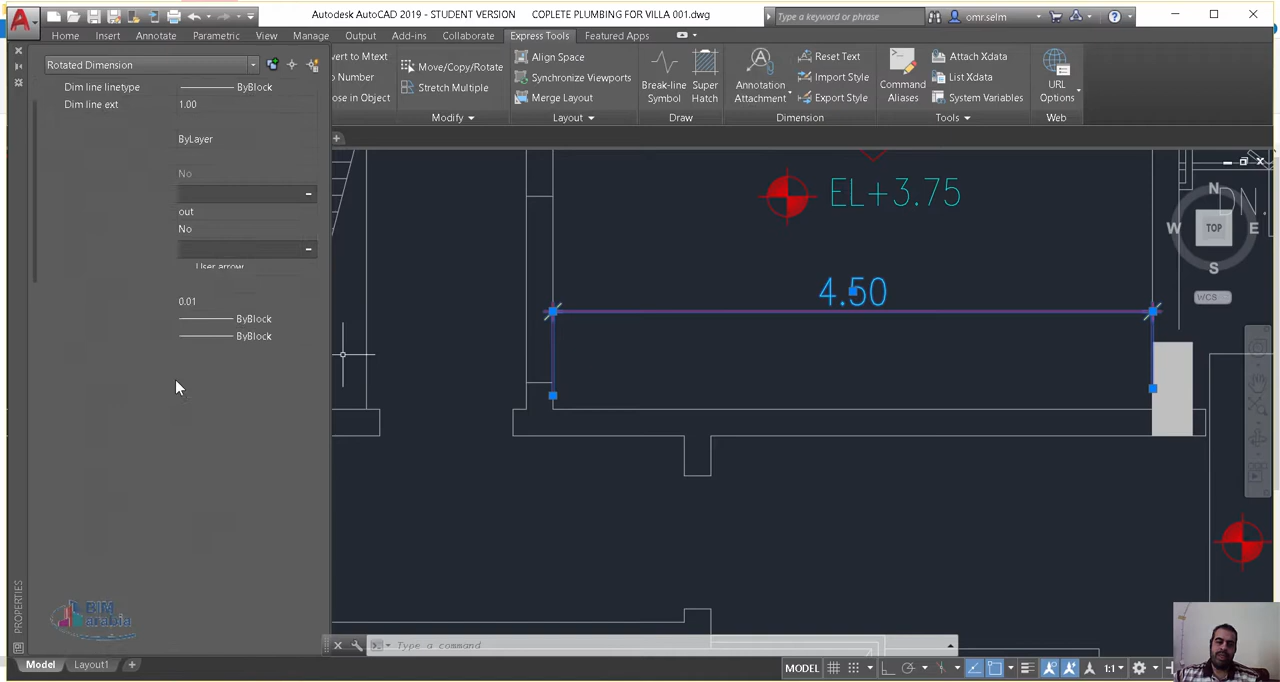 Autodesk AutoCAD 2019 - STUDENT VERSION COPLETE PLUMBING FOR VILLA 001.dwg
Type a keyword or phrase
omr.selm
Home Insert Annotate Parametric View Manage Output Add-ins Collaborate Express Tools Featured Apps
Rotated Dimension
Dim line linetype ByBlock
Dim line ext 1.00
ByLayer
No
out
No
User arrow
0.01
ByBlock
ByBlock
PROPERTIES
vert to Mtext
Number
ose in Object
Move/Copy/Rotate
Stretch Multiple
Modify
Align Space
Synchronize Viewports
Merge Layout
Layout
Break-line
Symbol
Super
Hatch
Draw
Annotation
Attachment
Reset Text
Import Style
Export Style
Dimension
Command
Aliases
Attach Xdata
List Xdata
System Variables
Tools
URL
Options
Web
EL+3.75
4.50
DN.
N
W TOP E
S
WCS
BIM
arabia
Type a command
Model Layout1
MODEL 1:1